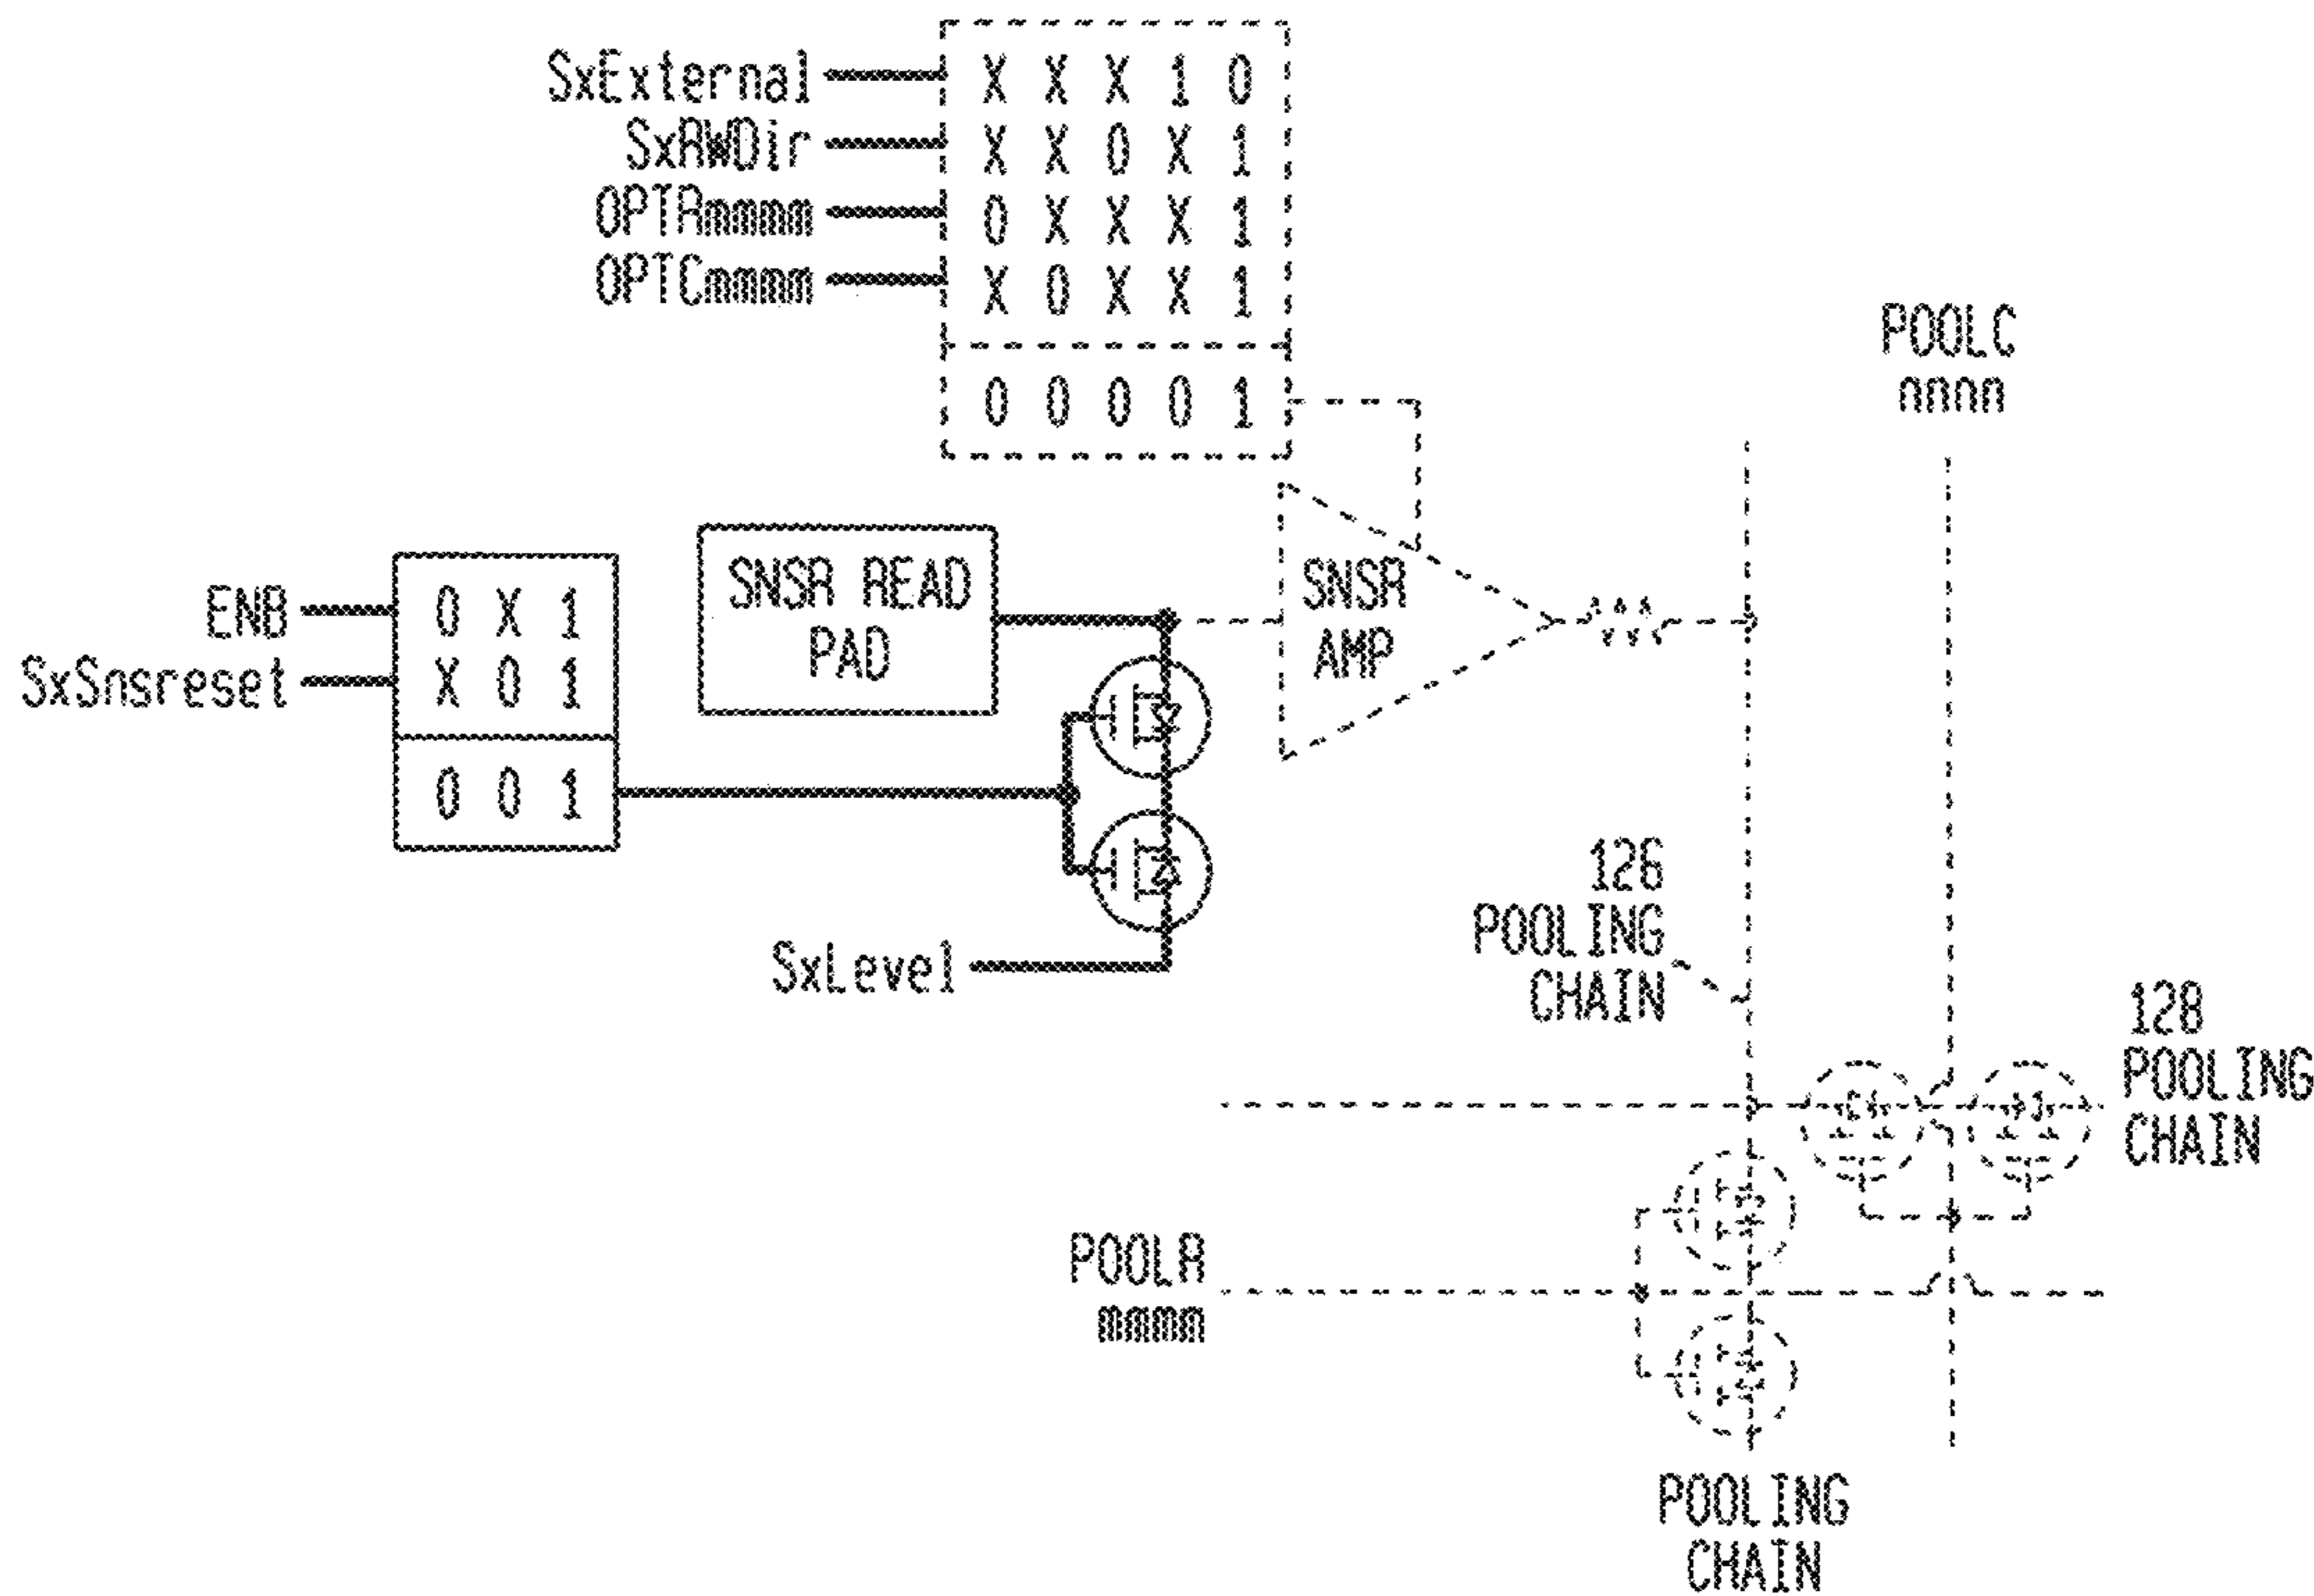 SxExternal X X X 1 0
SxRWDir X X 0 X 1
OPTRmmmm 0 X X X 1
OPTCmmmm X 0 X X 1
0 0 0 0 1
POOLC
nnnn
SNSR READ
PAD
SNSR
AMP
ENB 0 X 1
SxSnsreset X 0 1
0 0 1
SxLevel
126
POOLING
CHAIN
128
POOLING
CHAIN
POOLR
mmmm
POOLING
CHAIN